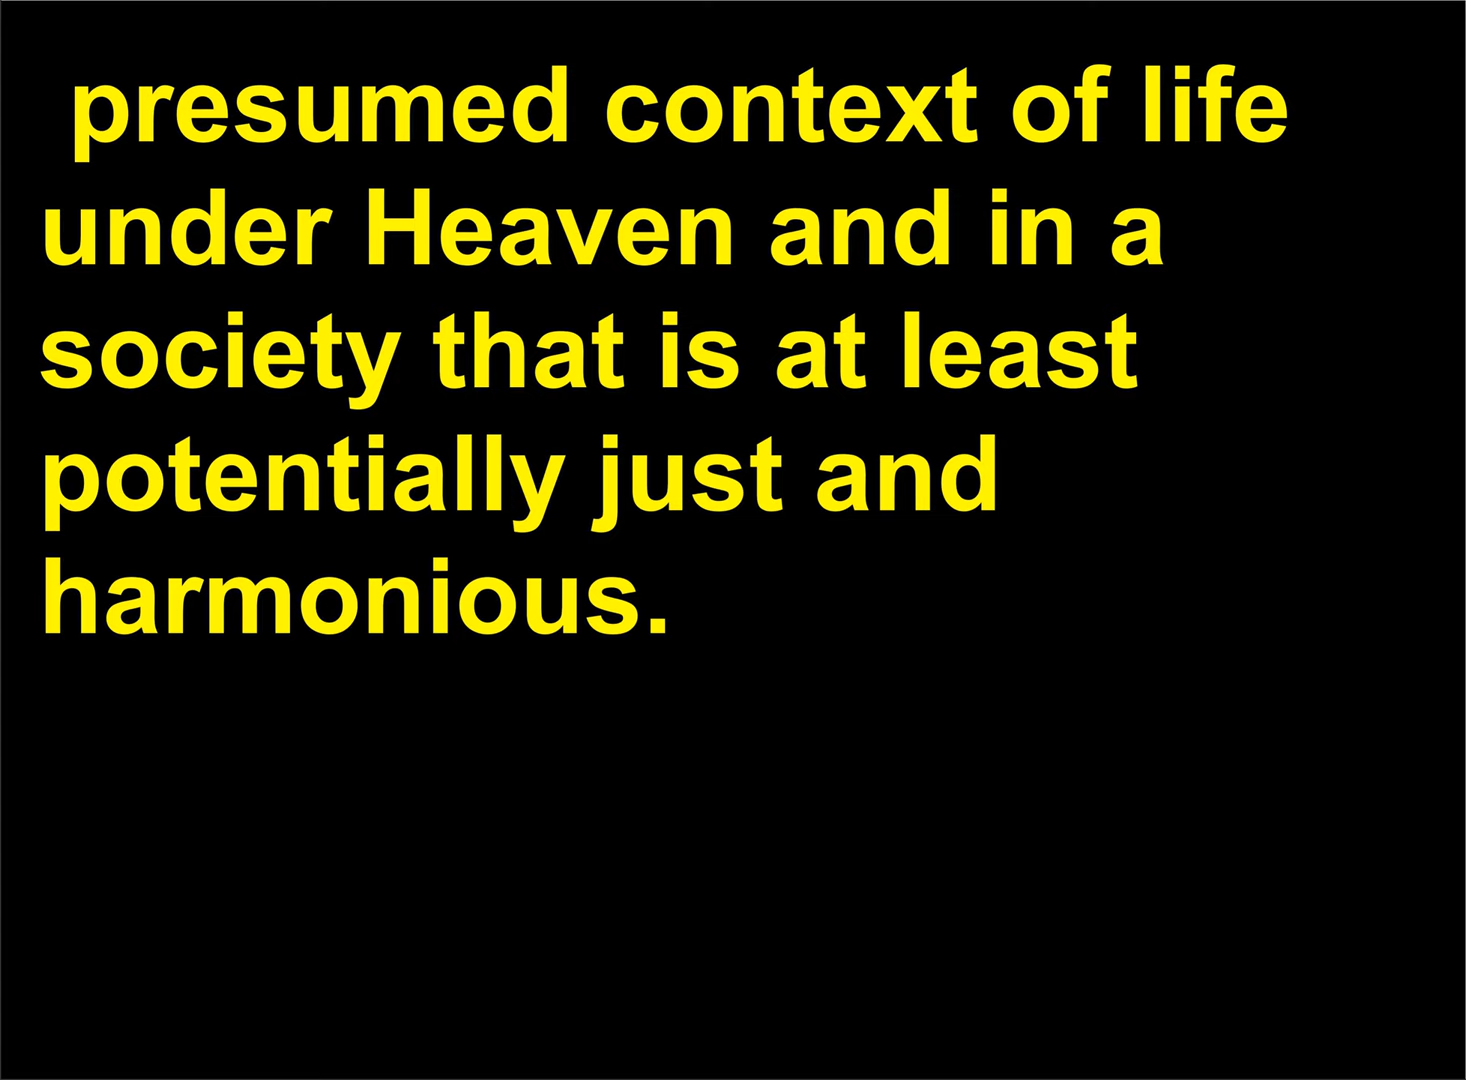 presumed context of life
under Heaven and in a
society that is at least
potentially just and
harmonious.